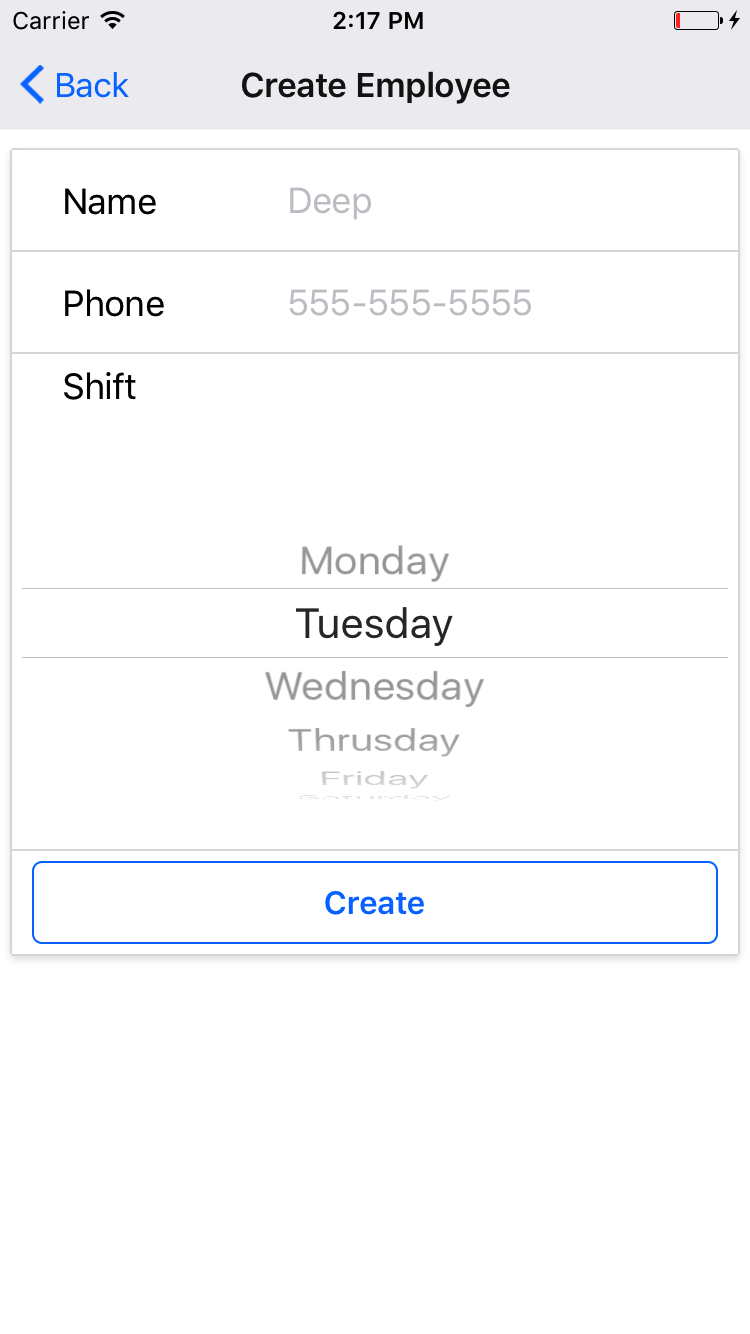 Carrier 2:17 PM
Back Create Employee
Name Deep
Phone 555-555-5555
Shift
Monday
Tuesday
Wednesday
Thrusday
Friday
Saturday
Create